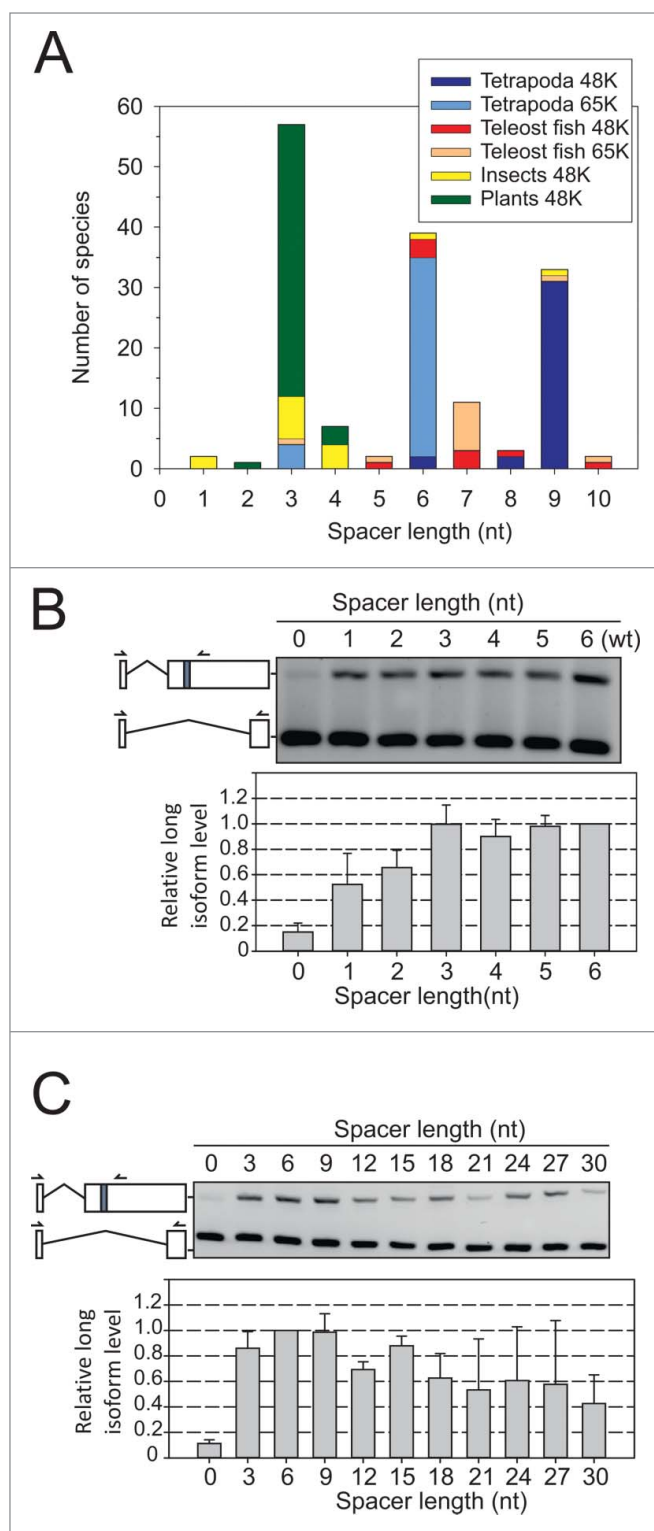 A
Tetrapoda 48K
Tetrapoda 65K
Teleost fish 48K
Teleost fish 65K
Insects 48K
Plants 48K
Number of species
60
50
40
30
20
10
0
0 1 2 3 4 5 6 7 8 9 10
Spacer length (nt)
B
Spacer length (nt)
0 1 2 3 4 5 6 (wt)
Relative long
isoform level
1.2
1.0
0.8
0.6
0.4
0.2
0
0 1 2 3 4 5 6
Spacer length(nt)
C
Spacer length (nt)
0 3 6 9 12 15 18 21 24 27 30
Relative long
isoform level
1.2
1.0
0.8
0.6
0.4
0.2
0
0 3 6 9 12 15 18 21 24 27 30
Spacer length (nt)